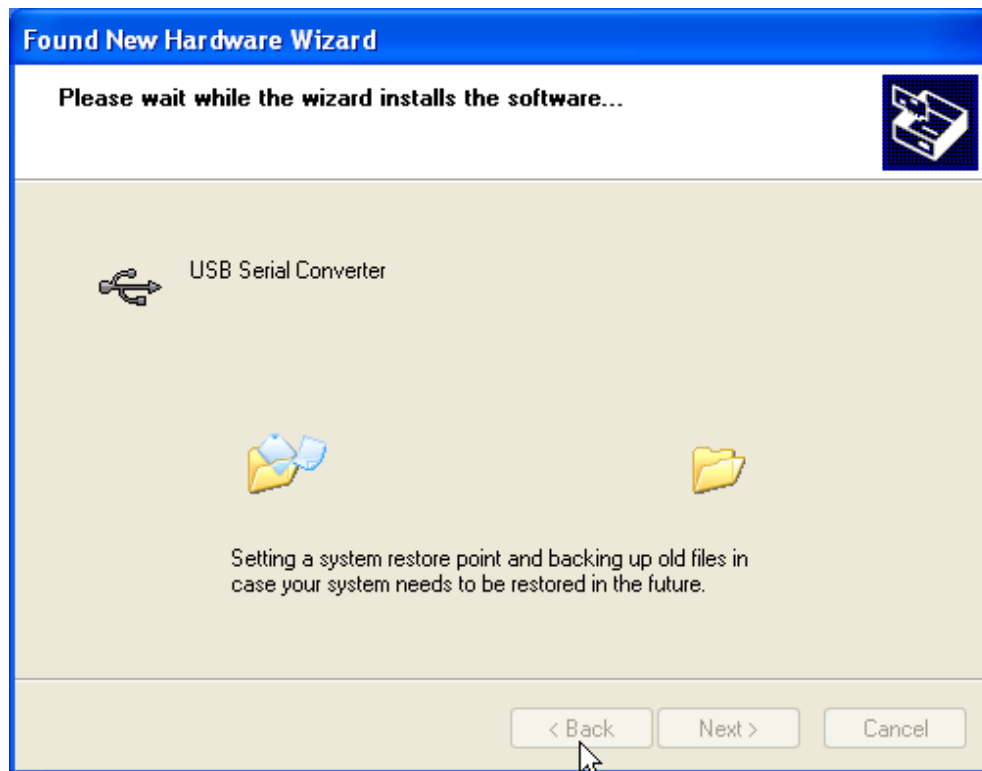 Found New Hardware Wizard
Please wait while the wizard installs the software...
USB Serial Converter
Setting a system restore point and backing up old files in
case your system needs to be restored in the future.
< Back Next > Cancel